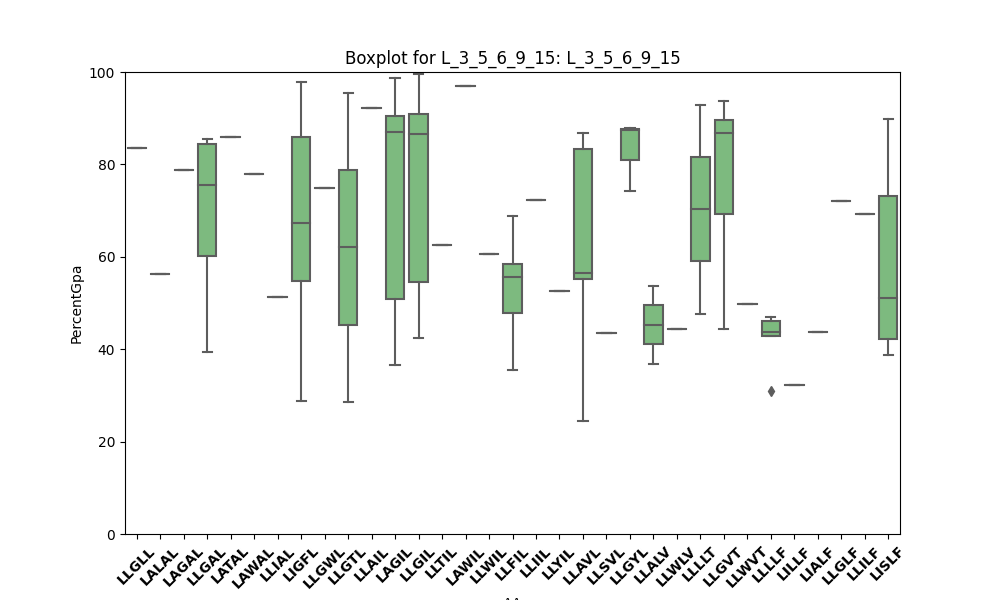 Boxplot for L_3_5_6_9_15: L_3_5_6_9_15
PercentGpa
100
80
60
40
20
0
LLGLL
LALAL
LAGAL
LLGAL
LATAL
LAWAL
LLIAL
LIGFL
LLGWL
LLGTL
LLAIL
LAGIL
LLGIL
LLTIL
LAWIL
LLWIL
LLFIL
LLIIL
LLYIL
LLAVL
LLSVL
LLGYL
LLALV
LLWLV
LLLLT
LLGVT
LLWVT
LLLLF
LILLF
LIALF
LLGLF
LLILF
LISLF